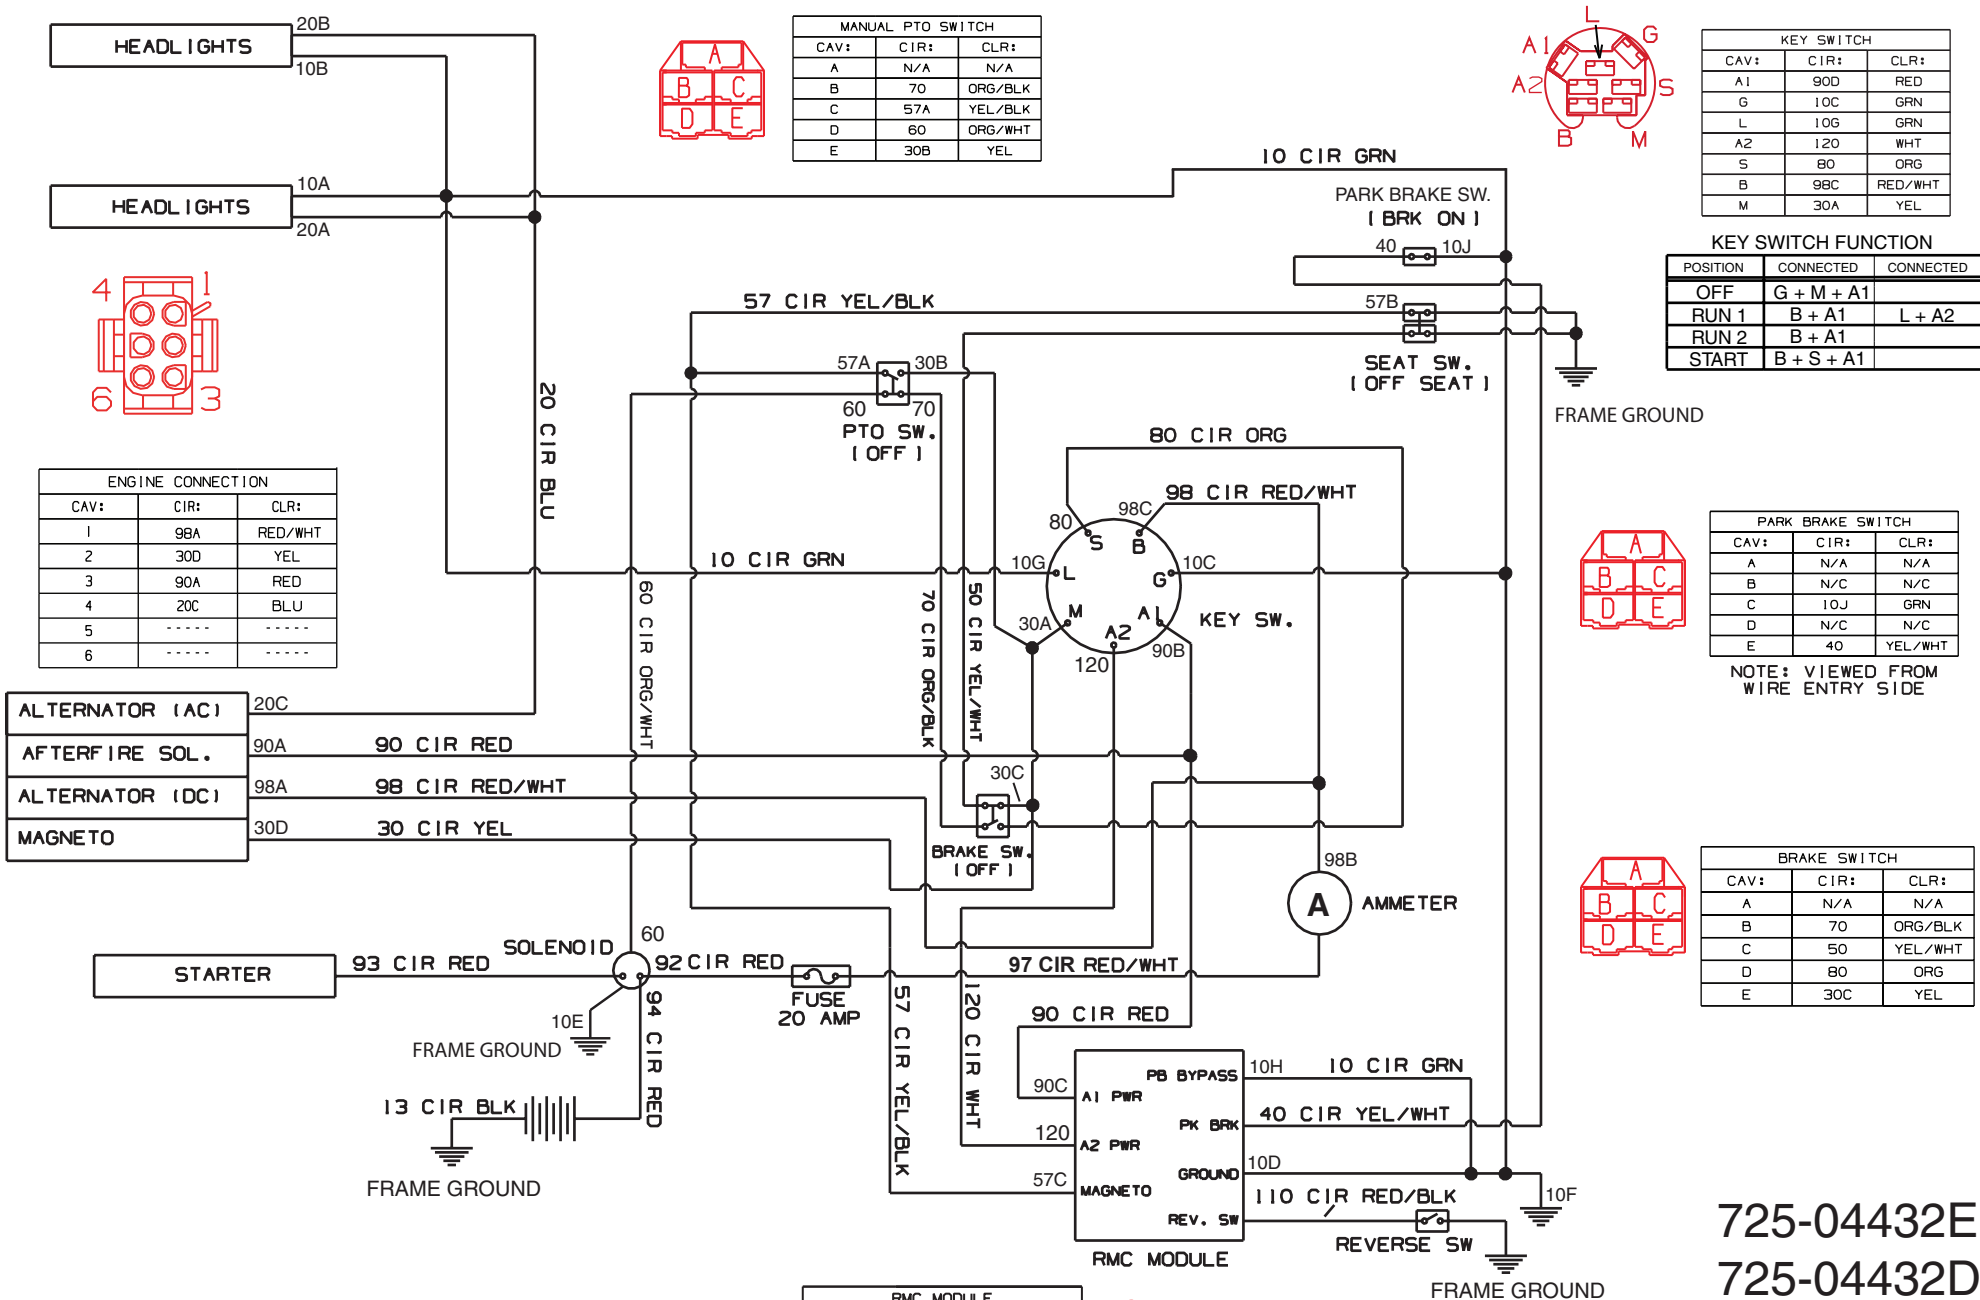 HEADLIGHTS
20B
10B
HEADLIGHTS
10A
20A
A
B C
D E
MANUAL PTO SWITCH
CAV: CIR: CLR:
A N/A N/A
B 70 ORG/BLK
C 57A YEL/BLK
D 60 ORG/WHT
E 30B YEL
L
A1 G
A2 S
B M
KEY SWITCH
CAV: CIR: CLR:
A1 90D RED
G 10C GRN
L 10G GRN
A2 120 WHT
S 80 ORG
B 98C RED/WHT
M 30A YEL
KEY SWITCH FUNCTION
POSITION CONNECTED CONNECTED
OFF G + M + A1
RUN 1 B + A1 L + A2
RUN 2 B + A1
START B + S + A1
10 CIR GRN
PARK BRAKE SW.
(BRK ON)
40 10J
57 CIR YEL/BLK
57B
SEAT SW.
(OFF SEAT)
FRAME GROUND
4 1
6 3
20 CIR BLU
57A 30B
60 70
PTO SW.
(OFF)
80 CIR ORG
98 CIR RED/WHT
80 98C
S B
10 CIR GRN
10G L G 10C
M A1
A2
30A
120 90B
KEY SW.
60 CIR ORG/WHT
70 CIR ORG/BLK
50 CIR YEL/WHT
ENGINE CONNECTION
CAV: CIR: CLR:
1 98A RED/WHT
2 30D YEL
3 90A RED
4 20C BLU
5 ----- -----
6 ----- -----
A
B C
D E
PARK BRAKE SWITCH
CAV: CIR: CLR:
A N/A N/A
B N/C N/C
C 10J GRN
D N/C N/C
E 40 YEL/WHT
NOTE: VIEWED FROM
WIRE ENTRY SIDE
ALTERNATOR (AC) 20C
AFTERFIRE SOL. 90A 90 CIR RED
ALTERNATOR (DC) 98A 98 CIR RED/WHT
MAGNETO 30D 30 CIR YEL
30C
BRAKE SW.
(OFF)
98B
A AMMETER
A
B C
D E
BRAKE SWITCH
CAV: CIR: CLR:
A N/A N/A
B 70 ORG/BLK
C 50 YEL/WHT
D 80 ORG
E 30C YEL
STARTER
93 CIR RED
SOLENOID
60
92 CIR RED
FUSE
20 AMP
97 CIR RED/WHT
10E
FRAME GROUND
94 CIR RED
13 CIR BLK
FRAME GROUND
57 CIR YEL/BLK
120 CIR WHT
90 CIR RED
90C A1 PWR
120 A2 PWR
57C MAGNETO
PB BYPASS 10H 10 CIR GRN
PK BRK 40 CIR YEL/WHT
GROUND 10D
REV. SW 110 CIR RED/BLK
RMC MODULE
REVERSE SW
10F
FRAME GROUND
725-04432E
725-04432D
RMC MODULE